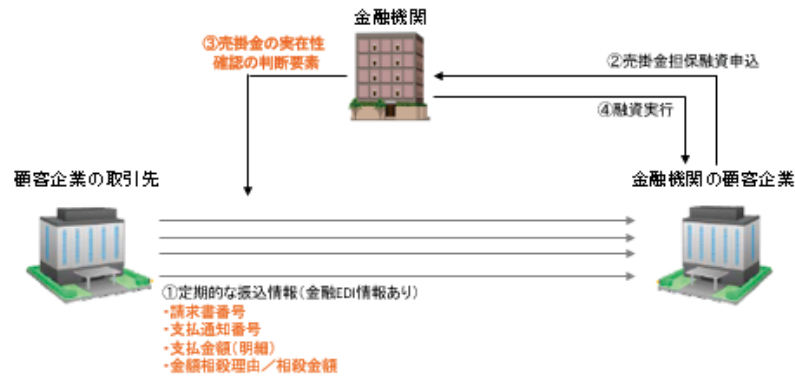 金融機関
③売掛金の実在性
確認の判断要素
②売掛金担保融資申込
④融資実行
顧客企業の取引先
金融機関の顧客企業
①定期的な振込情報（金融EDI情報あり）
・請求書番号
・支払通知番号
・支払金額（明細）
・金額相殺理由／相殺金額